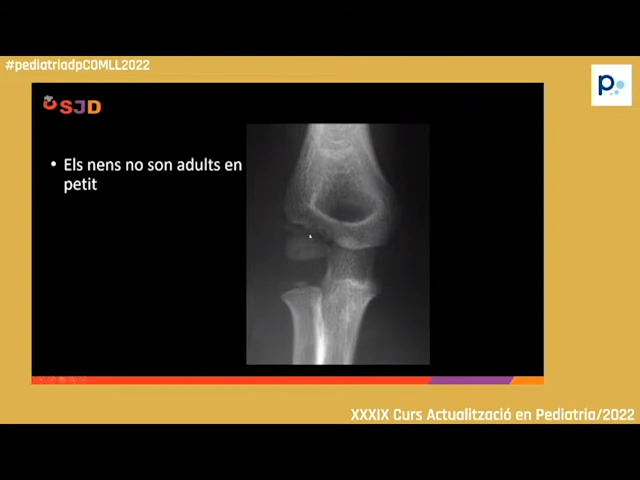 #pediatriadpCOMLL2022
p
SJD
• Els nens no son adults en
petit
XXXIX Curs Actualització en Pediatria/2022